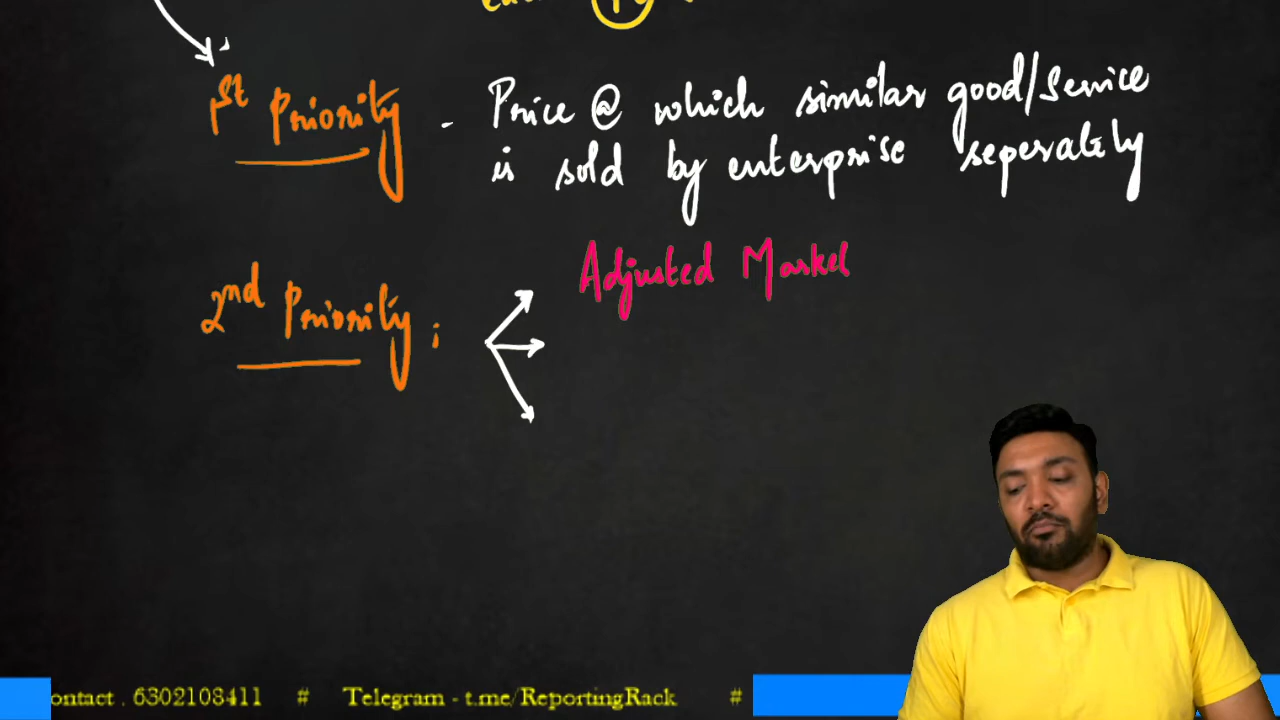 1st Priority - Price @ which similar good/service
is sold by enterprise seperately
Adjusted Market
2nd Priority :
ontact . 6302108411 # Telegram - t.me/ReportingRack #